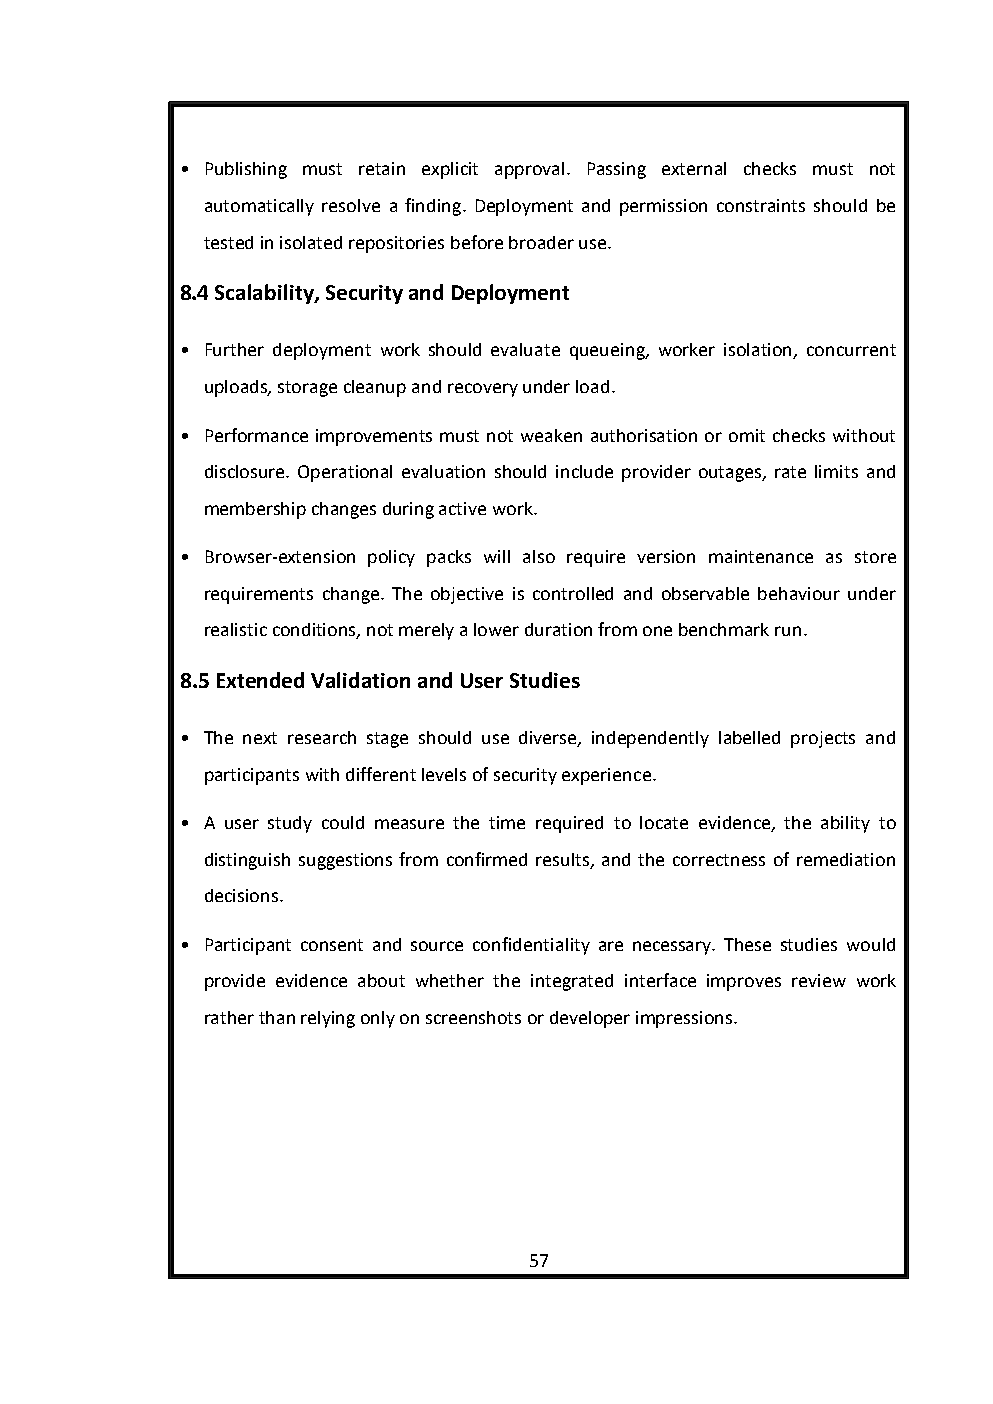 • Publishing must retain explicit approval. Passing external checks must not
automatically resolve a finding. Deployment and permission constraints should be
tested in isolated repositories before broader use.
8.4 Scalability, Security and Deployment
• Further deployment work should evaluate queueing, worker isolation, concurrent
uploads, storage cleanup and recovery under load.
• Performance improvements must not weaken authorisation or omit checks without
disclosure. Operational evaluation should include provider outages, rate limits and
membership changes during active work.
• Browser-extension policy packs will also require version maintenance as store
requirements change. The objective is controlled and observable behaviour under
realistic conditions, not merely a lower duration from one benchmark run.
8.5 Extended Validation and User Studies
• The next research stage should use diverse, independently labelled projects and
participants with different levels of security experience.
• A user study could measure the time required to locate evidence, the ability to
distinguish suggestions from confirmed results, and the correctness of remediation
decisions.
• Participant consent and source confidentiality are necessary. These studies would
provide evidence about whether the integrated interface improves review work
rather than relying only on screenshots or developer impressions.
57